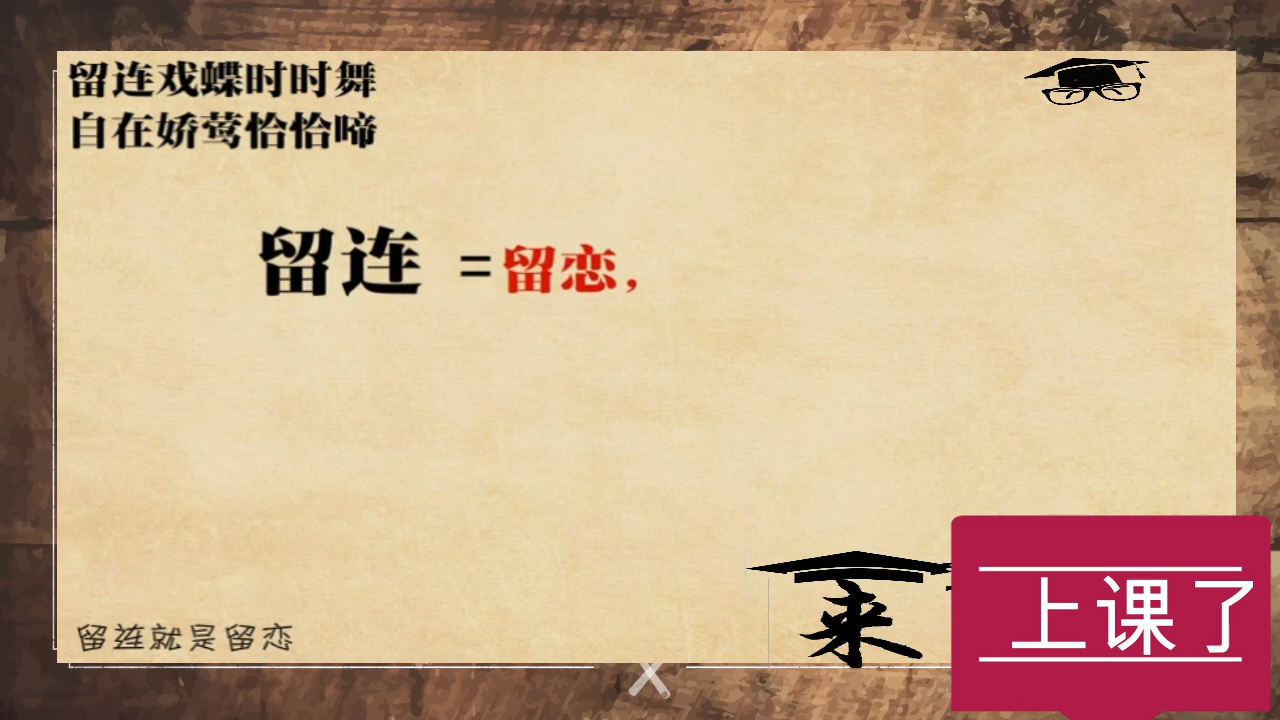 留连戏蝶时时舞
自在娇莺恰恰啼
留连 =留恋，
留连就是留恋
来
上课了